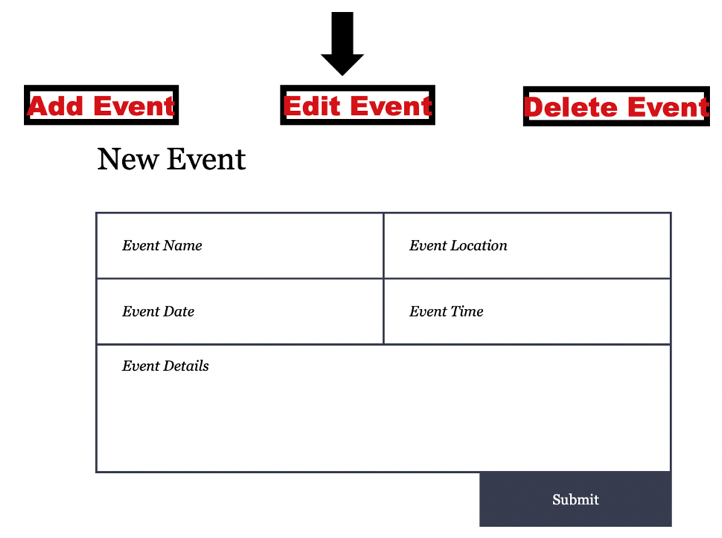 Add Event
Edit Event
Delete Event
New Event
Event Name
Event Location
Event Date
Event Time
Event Details
Submit